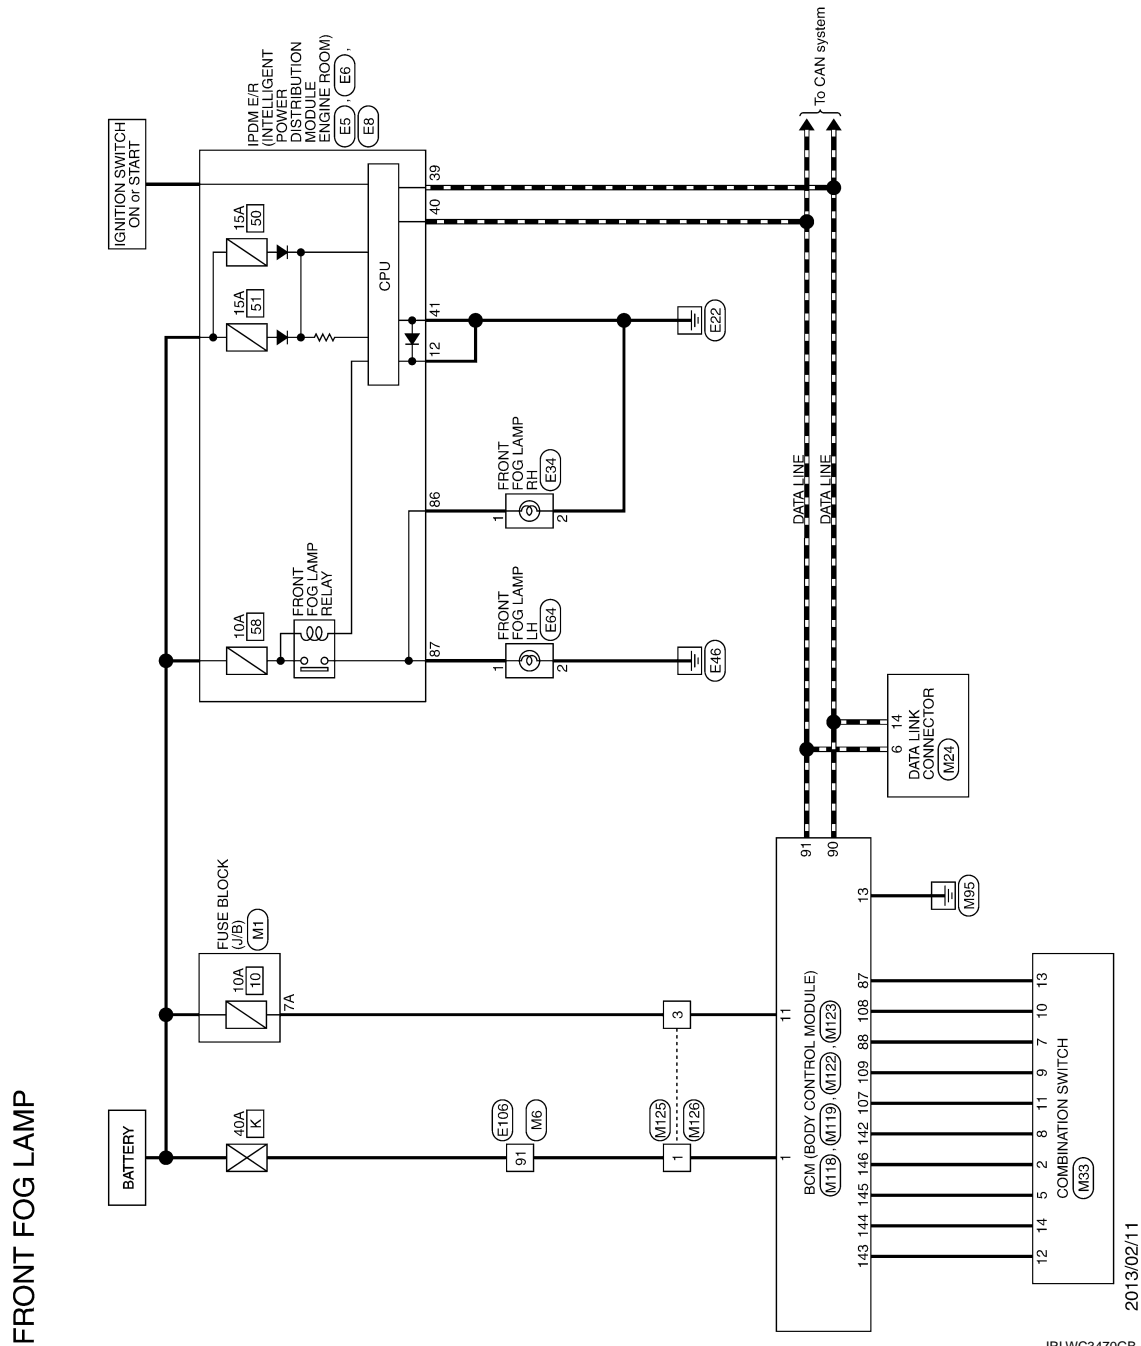 FRONT FOG LAMP
BATTERY
40A
K
FUSE BLOCK
(J/B)
M1
10A
10
7A
E106
M6
91
M125
M126
1
3
IGNITION SWITCH
ON or START
IPDM E/R
(INTELLIGENT
POWER
DISTRIBUTION
MODULE
ENGINE ROOM)
E5 , E6 ,
E8
10A
58
15A
51
15A
50
FRONT
FOG LAMP
RELAY
CPU
87
86
12
41
40
39
FRONT
FOG LAMP
LH
E64
1
2
E46
FRONT
FOG LAMP
RH
E34
1
2
E22
To CAN system
DATA LINE
DATA LINE
DATA LINK
CONNECTOR
M24
6
14
BCM (BODY CONTROL MODULE)
M118 , M119 , M122 , M123
1
11
91
90
13
M95
143
144
145
146
142
107
109
88
108
87
12
14
5
2
8
11
9
7
10
13
COMBINATION SWITCH
M33
2013/02/11